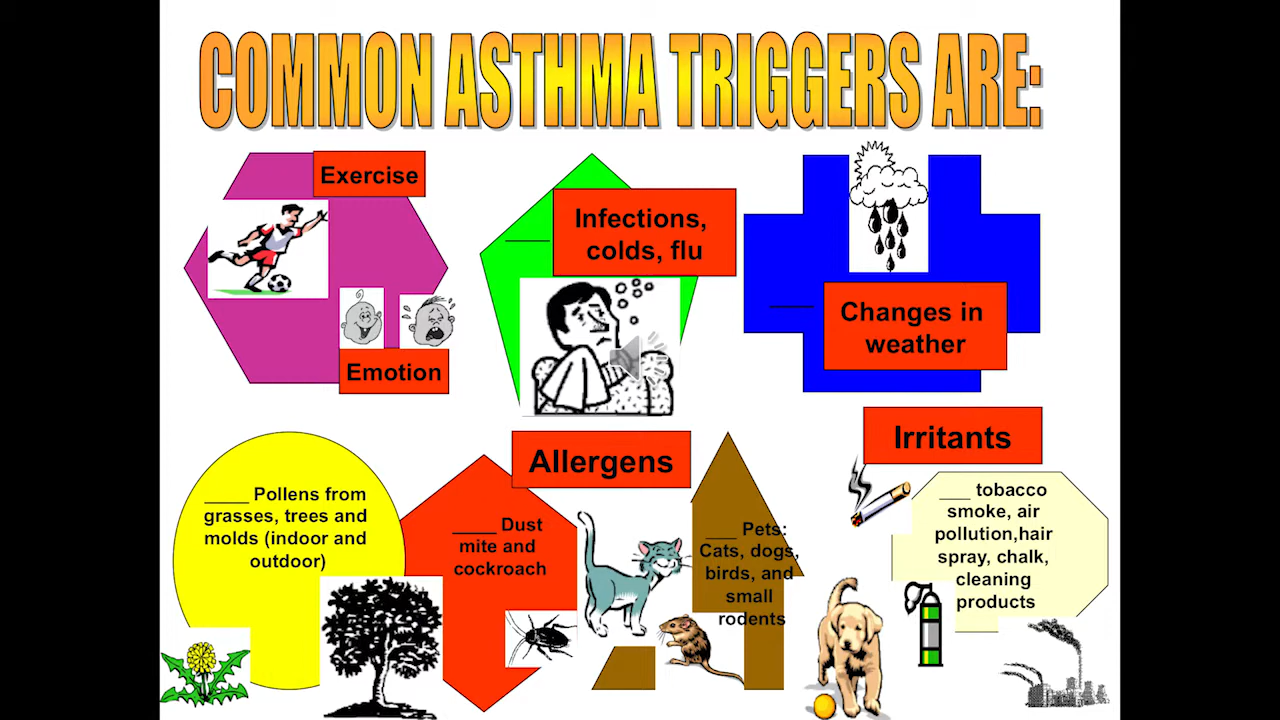 COMMON ASTHMA TRIGGERS ARE:
Exercise
Emotion
____ Infections,
colds, flu
____ Changes in
weather
Allergens
____ Pollens from
grasses, trees and
molds (indoor and
outdoor)
____ Dust
mite and
cockroach
___ Pets:
Cats, dogs,
birds, and
small
rodents
Irritants
___ tobacco
smoke, air
pollution,hair
spray, chalk,
cleaning
products